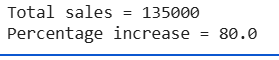 Total sales = 135000
Percentage increase = 80.0